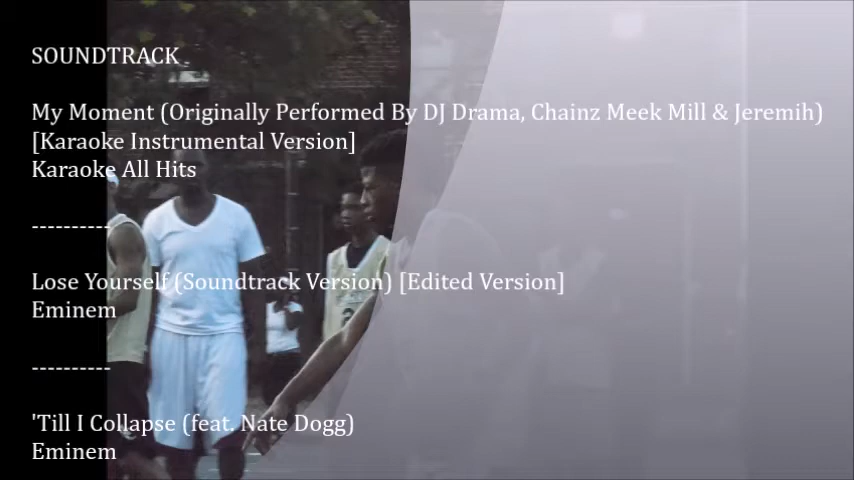 SOUNDTRACK
My Moment (Originally Performed By DJ Drama, Chainz Meek Mill & Jeremih)
[Karaoke Instrumental Version]
Karaoke All Hits
----------
Lose Yourself (Soundtrack Version) [Edited Version]
Eminem
----------
'Till I Collapse (feat. Nate Dogg)
Eminem